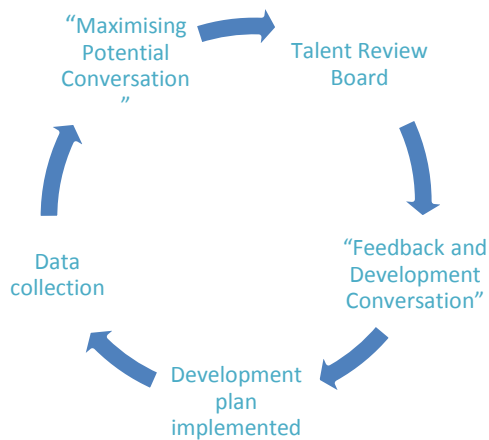 “Maximising
Potential
Conversation
”
Talent Review
Board
“Feedback and
Development
Conversation”
Development
plan
implemented
Data
collection